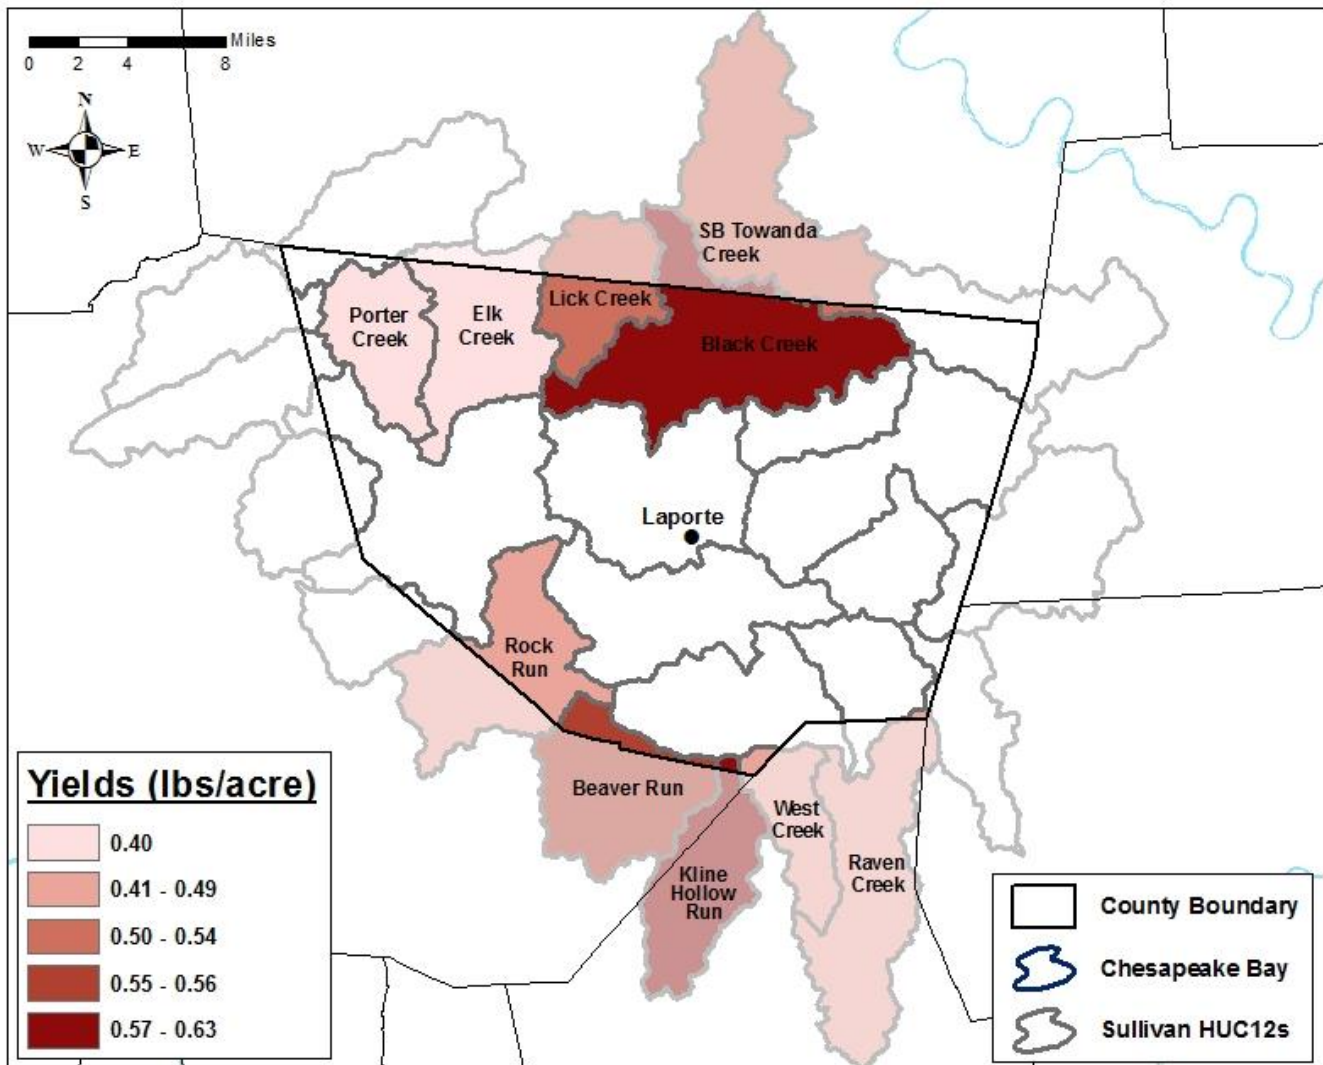 Miles
0 2 4 8
N
W E
S
SB Towanda
Creek
Lick Creek
Porter
Creek
Elk
Creek
Black Creek
Laporte
Rock
Run
Beaver Run
West
Creek
Raven
Creek
Kline
Hollow
Run
Yields (lbs/acre)
0.40
0.41 - 0.49
0.50 - 0.54
0.55 - 0.56
0.57 - 0.63
County Boundary
Chesapeake Bay
Sullivan HUC12s